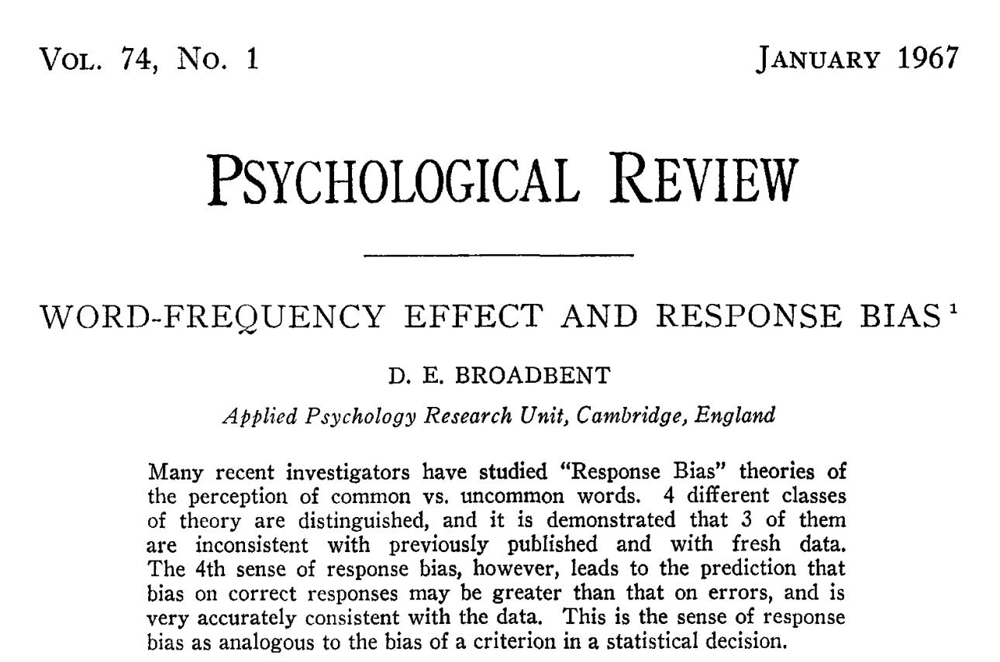 VOL. 74, NO. 1 JANUARY 1967
PSYCHOLOGICAL REVIEW
WORD-FREQUENCY EFFECT AND RESPONSE BIAS ¹
D. E. BROADBENT
Applied Psychology Research Unit, Cambridge, England
Many recent investigators have studied “Response Bias” theories of
the perception of common vs. uncommon words. 4 different classes
of theory are distinguished, and it is demonstrated that 3 of them
are inconsistent with previously published and with fresh data.
The 4th sense of response bias, however, leads to the prediction that
bias on correct responses may be greater than that on errors, and is
very accurately consistent with the data. This is the sense of response
bias as analogous to the bias of a criterion in a statistical decision.